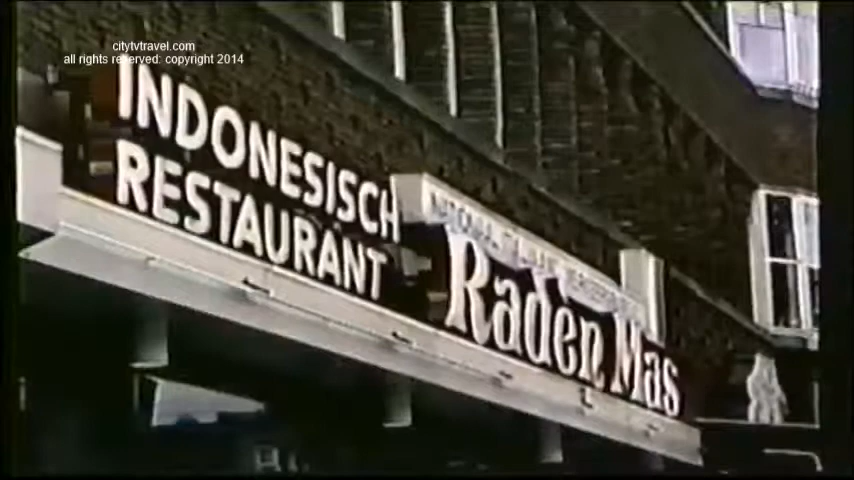 citytvtravel.com
all rights reserved: copyright 2014
INDONESISCH
RESTAURANT
Raden Mas